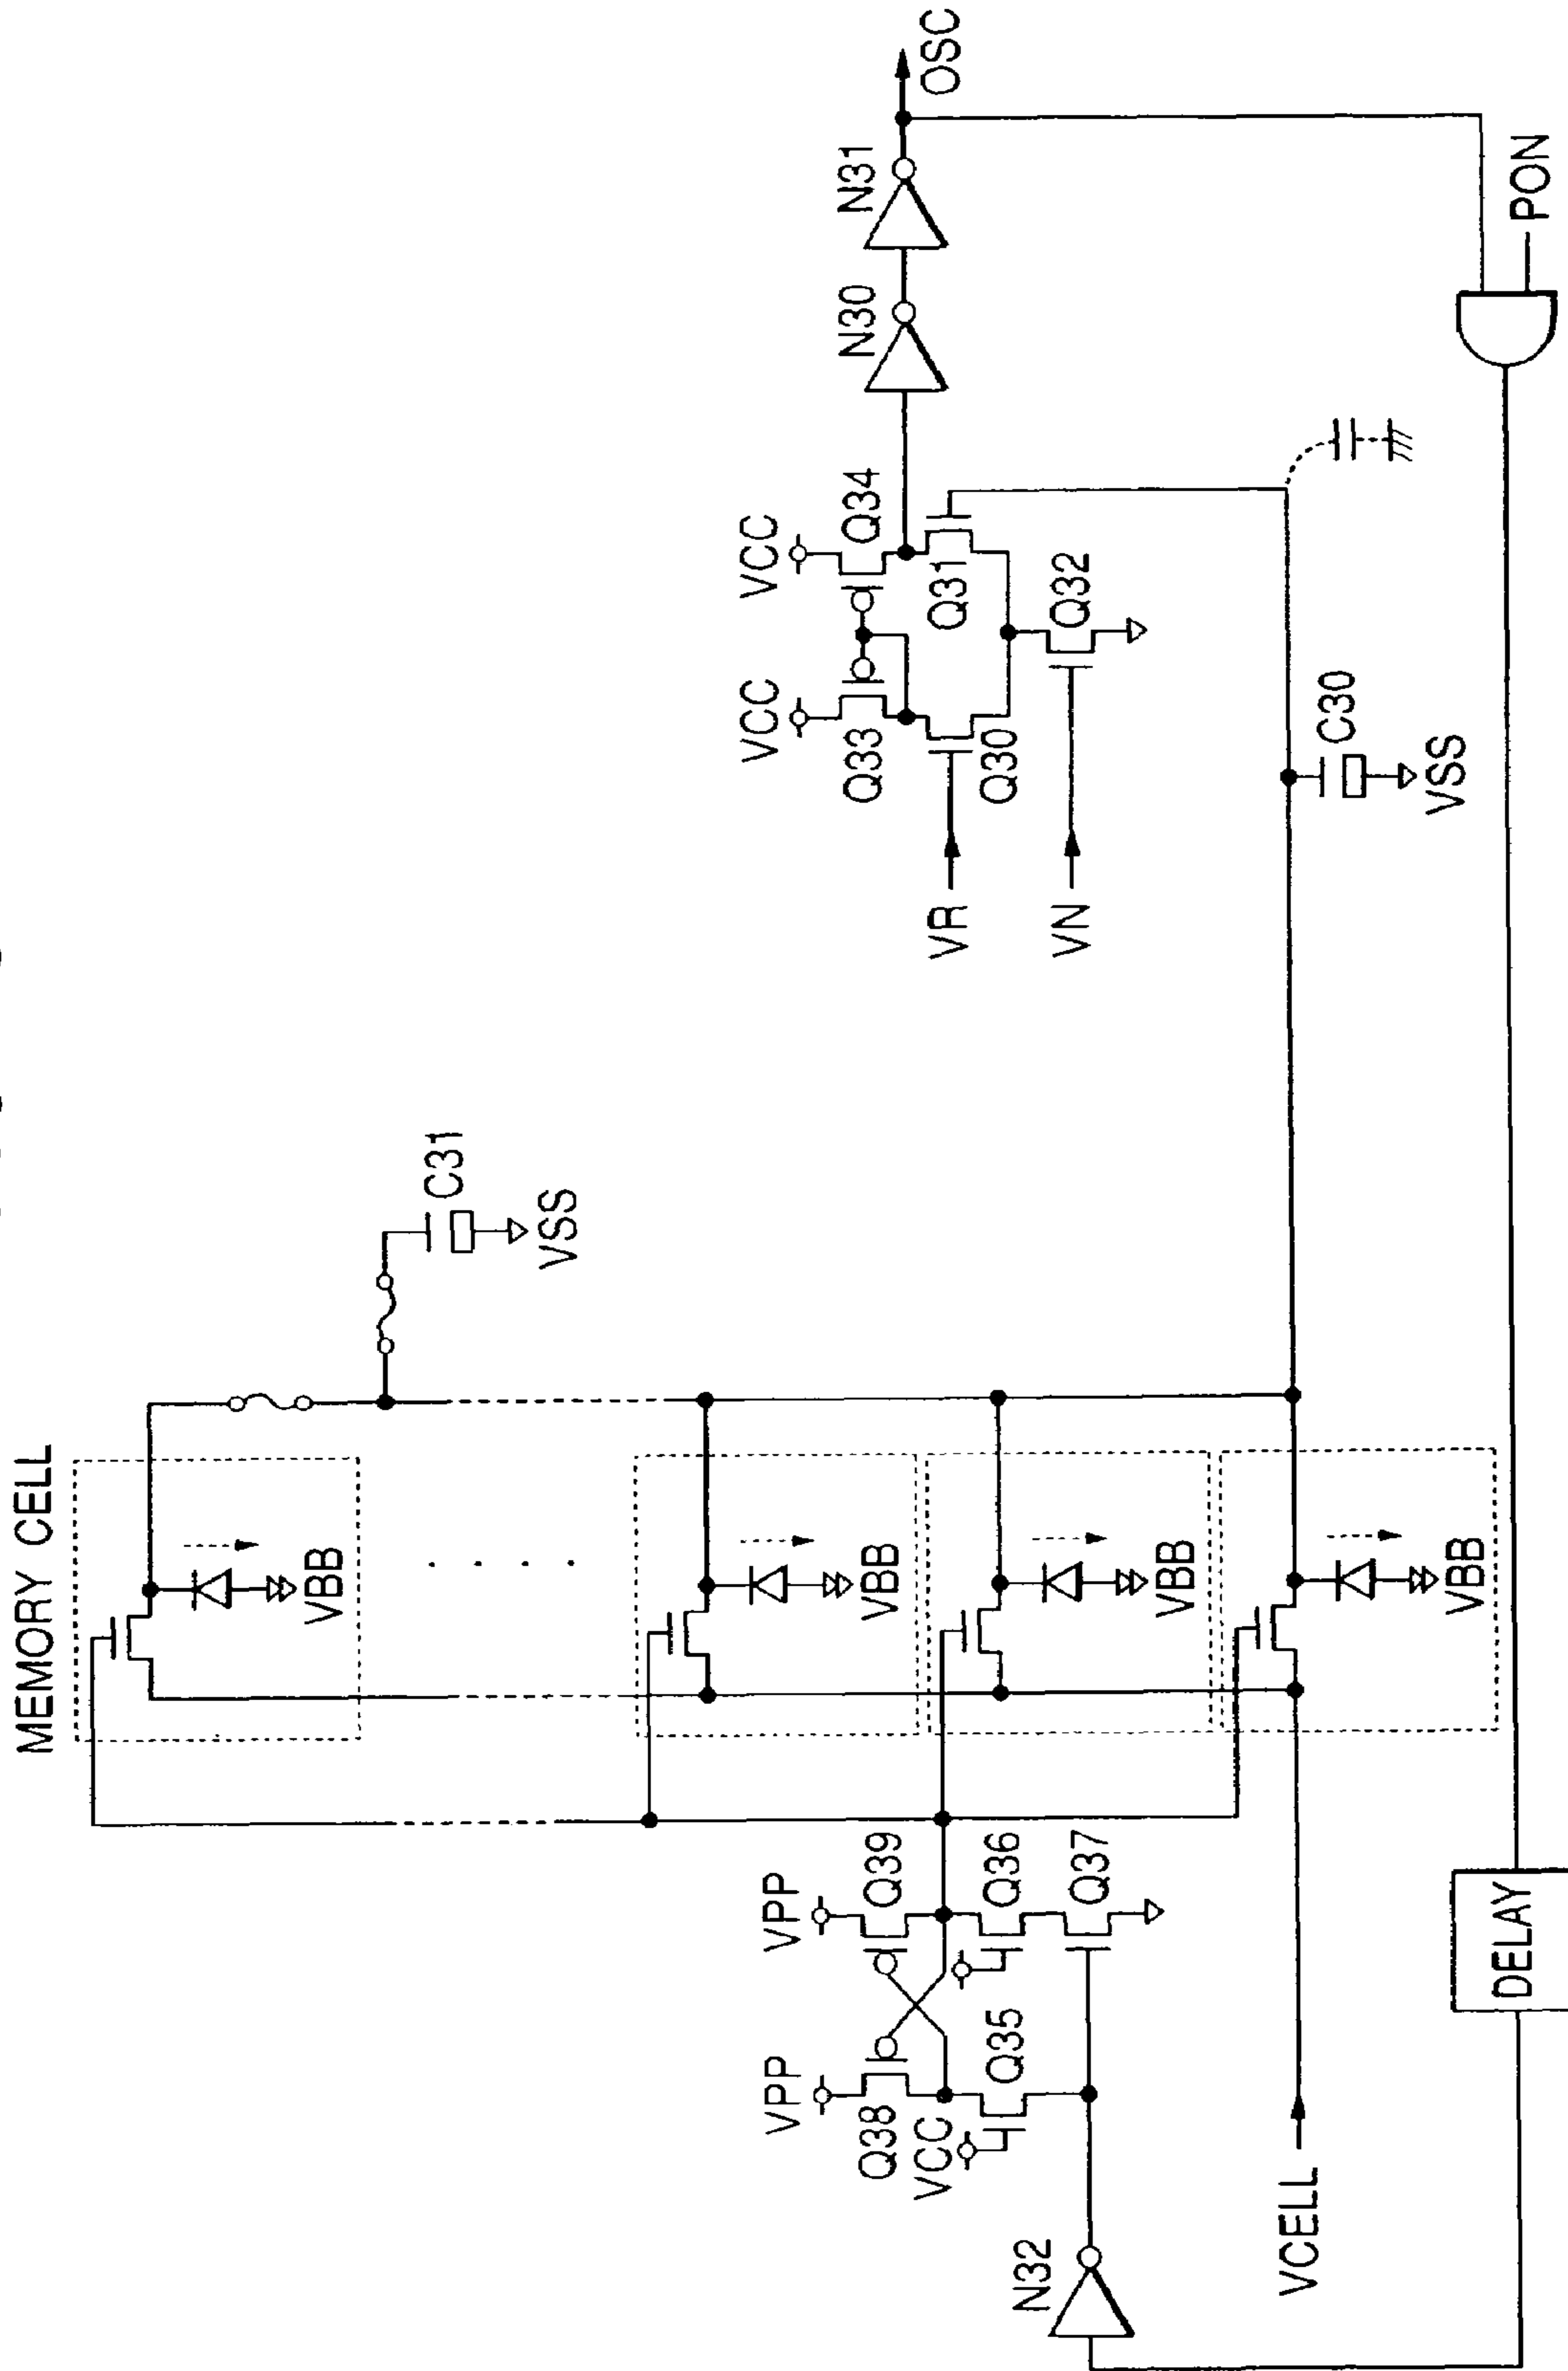 MEMORY CELL
VBB
VBB
VBB
VBB
C31
VSS
VPP
VPP
Q38
Q39
VCC
Q35
Q36
Q37
N32
VCELL
DELAY
VCC
VCC
Q33
Q34
VR
Q30
Q31
VN
Q32
C30
VSS
N30
N31
OSC
PON